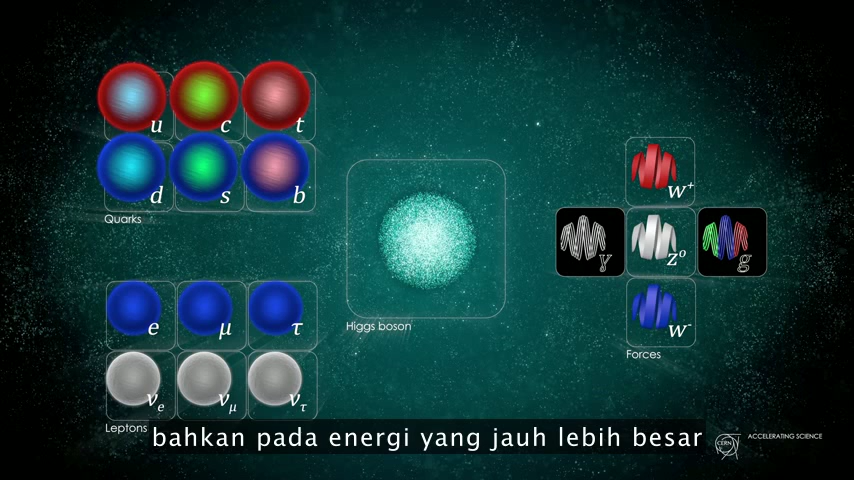 u c t
d s b
Quarks
e μ τ
νe νμ ντ
Leptons
Higgs boson
W+
γ Z0 g
W-
Forces
bahkan pada energi yang jauh lebih besar
CERN
ACCELERATING SCIENCE